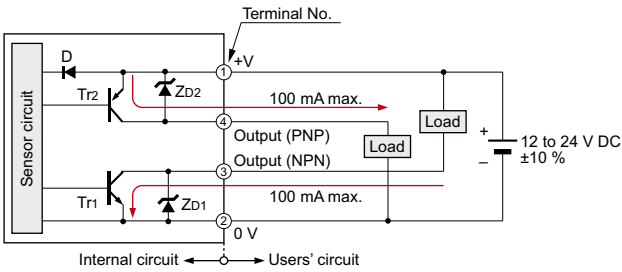 Terminal No.
D
1 +V
Tr2
ZD2
100 mA max.
4
Output (PNP)
Load
Load
Sensor circuit
+
−
12 to 24 V DC
±10 %
Output (NPN)
3
100 mA max.
Tr1
ZD1
2
0 V
Internal circuit
Users' circuit